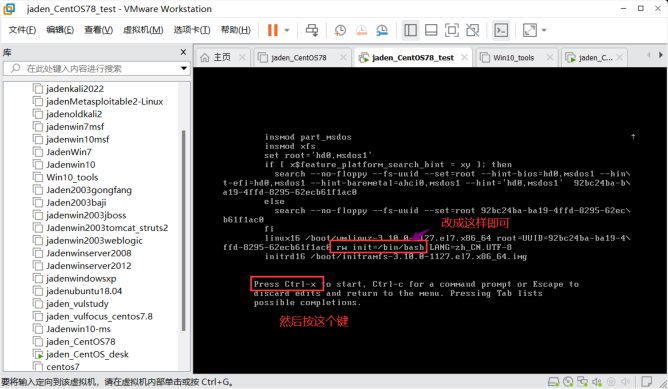 jaden_CentOS78_test - VMware Workstation
文件(F) 编辑(E) 查看(V) 虚拟机(M) 选项卡(T) 帮助(H)
库
在此处键入内容进行搜索
主页
jaden_CentOS78
jaden_CentOS78_test
Win10_tools
jaden_C...
jadenkali2022
jadenMetasploitable2-Linux
jadenoldkali2
jadenwin7msf
jadenwin10msf
JadenWin7
Jadenwin10
Win10_tools
Jaden2003gongfang
Jaden2003baji
jadenwin2003jboss
Jadenwin2003tomcat_struts2
Jadenwin2003weblogic
Jadenwinserver2008
Jadenwinserver2012
jadenwindowsxp
jadenubuntu18.04
jaden_vulstudy
jaden_vulfocus_centos7.8
Jadenwin10-ms
jaden_CentOS78
jaden_CentOS_desk
centos7
insmod part_msdos
insmod xfs
set root='hd0,msdos1'
if [ x$feature_platform_search_hint = xy ]; then
search --no-floppy --fs-uuid --set=root --hint-bios=hd0,msdos1 --hin\
t-efi=hd0,msdos1 --hint-baremetal=ahci0,msdos1 --hint='hd0,msdos1' 92bc24ba-b\
a19-4ffd-8295-62ecb61f1ac0
else
search --no-floppy --fs-uuid --set=root 92bc24ba-ba19-4ffd-8295-62ec\
b61f1ac0
fi
改成这样即可
linux16 /boot/vmlinuz-3.10.0-1127.el7.x86_64 root=UUID=92bc24ba-ba19-4\
ffd-8295-62ecb61f1ac0 rw init=/bin/bash LANG=zh_CN.UTF-8
initrd16 /boot/initramfs-3.10.0-1127.el7.x86_64.img
Press Ctrl-x to start, Ctrl-c for a command prompt or Escape to
discard edits and return to the menu. Pressing Tab lists
possible completions.
然后按这个键
要将输入定向到该虚拟机，请在虚拟机内部单击或按 Ctrl+G。